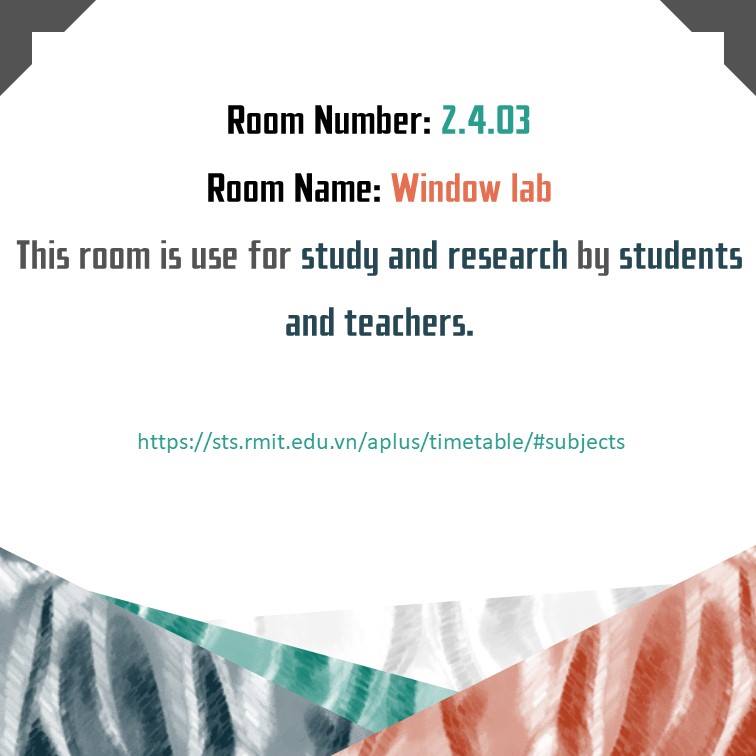 Room Number: 2.4.03
Room Name: Window lab
This room is use for study and research by students
and teachers.
https://sts.rmit.edu.vn/aplus/timetable/#subjects